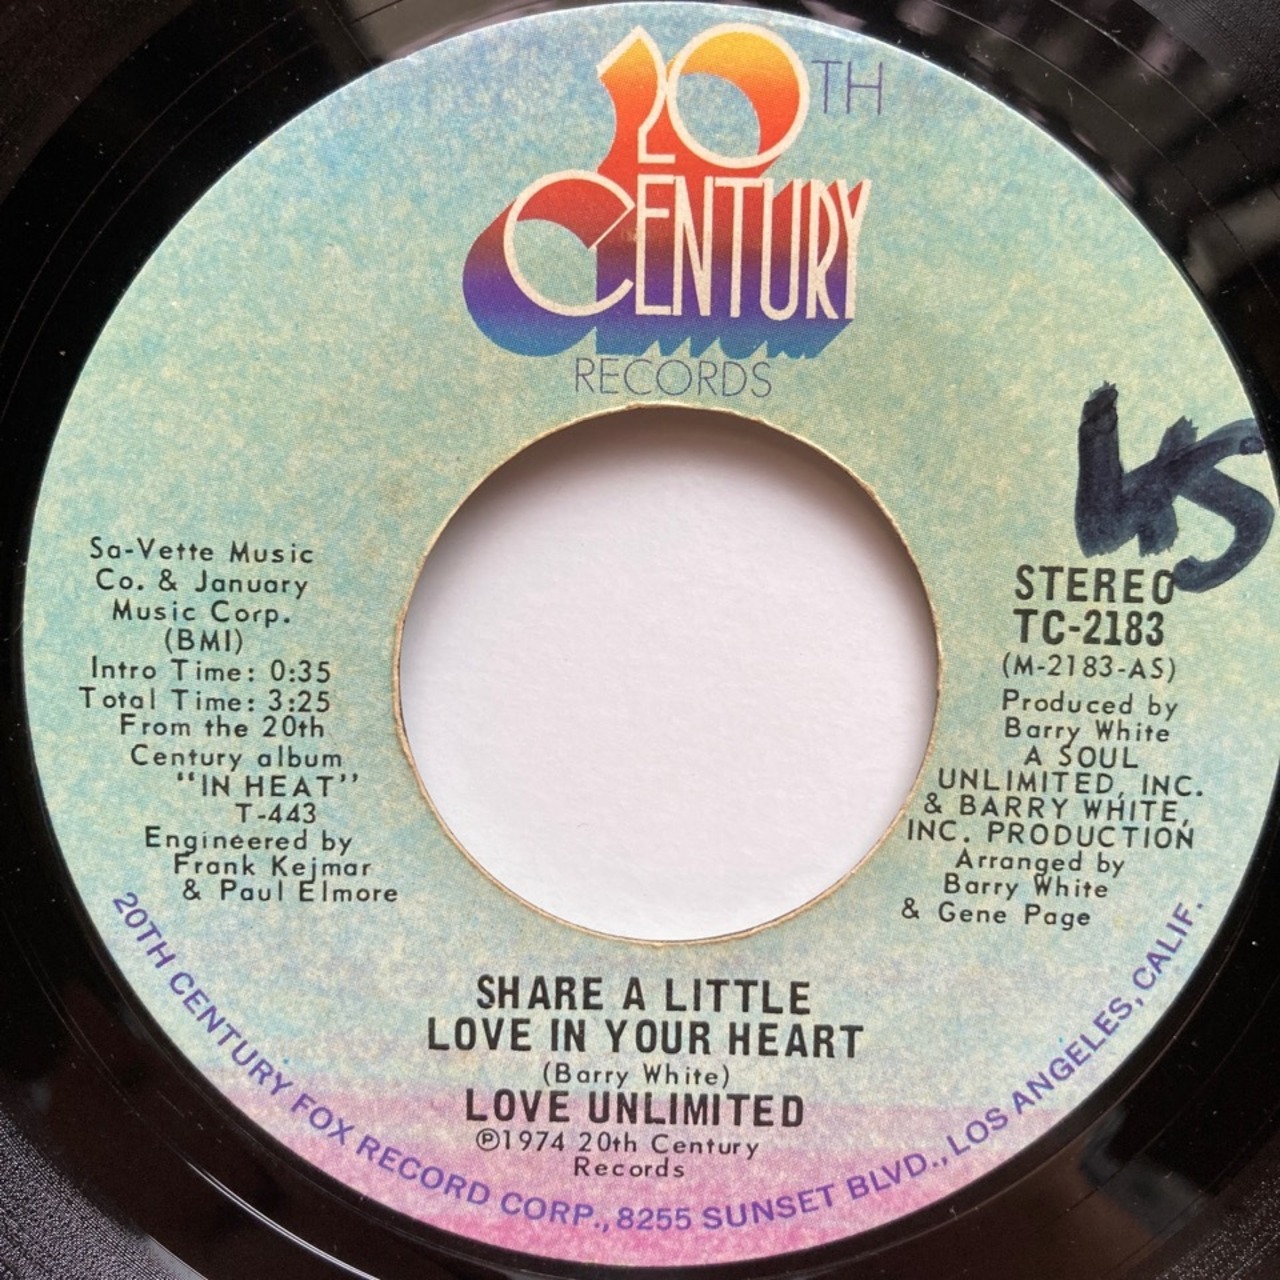 20TH
CENTURY
RECORDS
Sa-Vette Music
Co. & January
Music Corp.
(BMI)
Intro Time: 0:35
Total Time: 3:25
From the 20th
Century album
"IN HEAT"
T-443
Engineered by
Frank Kejmar
& Paul Elmore
STEREO
TC-2183
(M-2183-AS)
Produced by
Barry White
A SOUL
UNLIMITED, INC.
& BARRY WHITE,
INC. PRODUCTION
Arranged by
Barry White
& Gene Page
SHARE A LITTLE
LOVE IN YOUR HEART
(Barry White)
LOVE UNLIMITED
℗1974 20th Century
Records
20TH CENTURY FOX RECORD CORP., 8255 SUNSET BLVD., LOS ANGELES, CALIF.